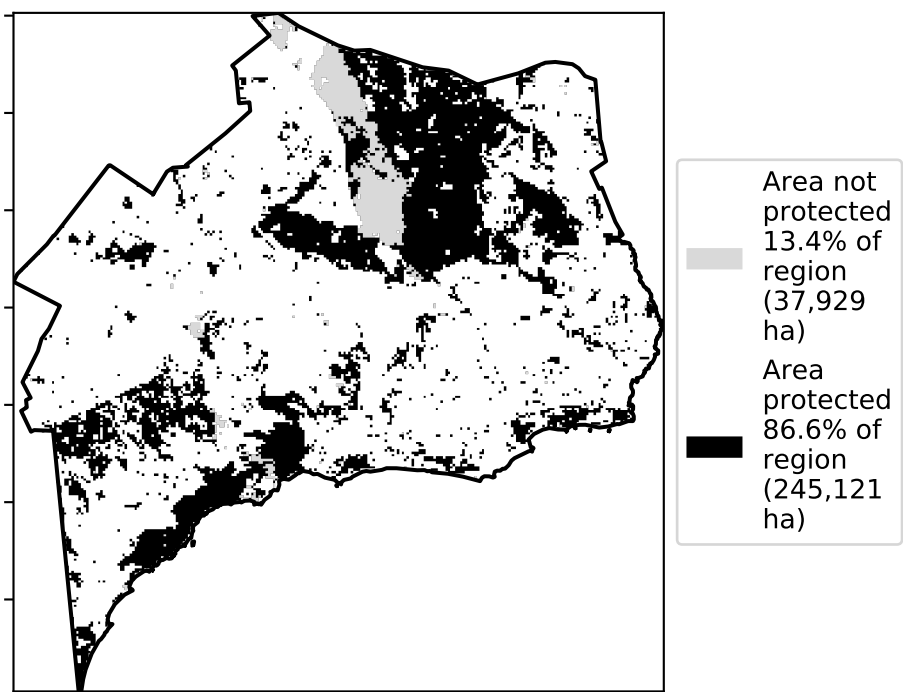 Area not
protected
13.4% of
region
(37,929
ha)
Area
protected
86.6% of
region
(245,121
ha)